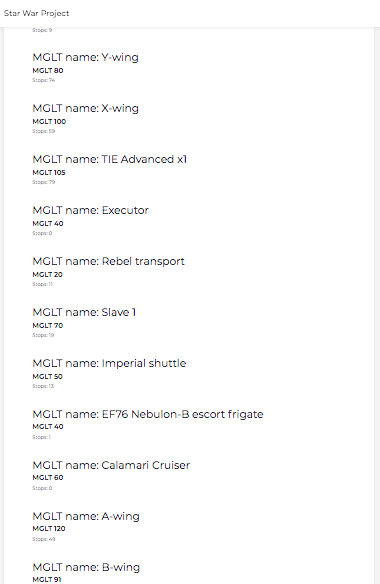 Star War Project
Stops: 9
MGLT name: Y-wing
MGLT 80
Stops: 74
MGLT name: X-wing
MGLT 100
Stops: 59
MGLT name: TIE Advanced x1
MGLT 105
Stops: 79
MGLT name: Executor
MGLT 40
Stops: 0
MGLT name: Rebel transport
MGLT 20
Stops: 11
MGLT name: Slave 1
MGLT 70
Stops: 19
MGLT name: Imperial shuttle
MGLT 50
Stops: 13
MGLT name: EF76 Nebulon-B escort frigate
MGLT 40
Stops: 1
MGLT name: Calamari Cruiser
MGLT 60
Stops: 0
MGLT name: A-wing
MGLT 120
Stops: 49
MGLT name: B-wing
MGLT 91